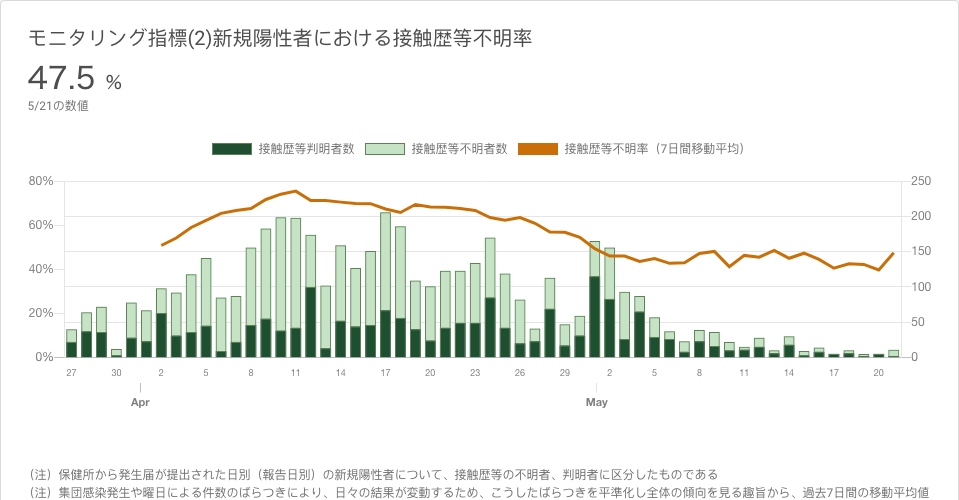 モニタリング指標(2)新規陽性者における接触歴等不明率
47.5 %
5/21の数値
接触歴等判明者数 接触歴等不明者数 接触歴等不明率（7日間移動平均）
80% 250
200
60%
150
40%
100
20%
50
0% 0
27 30 2 5 8 11 14 17 20 23 26 29 2 5 8 11 14 17 20
Apr May
（注）保健所から発生届が提出された日別（報告日別）の新規陽性者について、接触歴等の不明者、判明者に区分したものである
（注）集団感染発生や曜日による件数のばらつきにより、日々の結果が変動するため、こうしたばらつきを平準化し全体の傾向を見る趣旨から、過去7日間の移動平均値